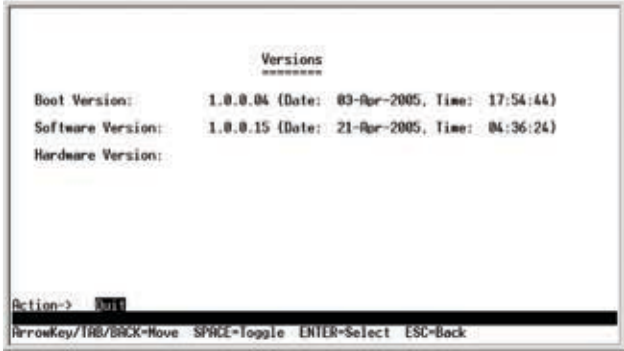 Versions
========
Boot Version: 1.0.0.04 (Date: 03-Apr-2005, Time: 17:54:44)
Software Version: 1.0.0.15 (Date: 21-Apr-2005, Time: 04:36:24)
Hardware Version:
Action-> Quit
ArrowKey/TAB/BACK=Move SPACE=Toggle ENTER=Select ESC=Back